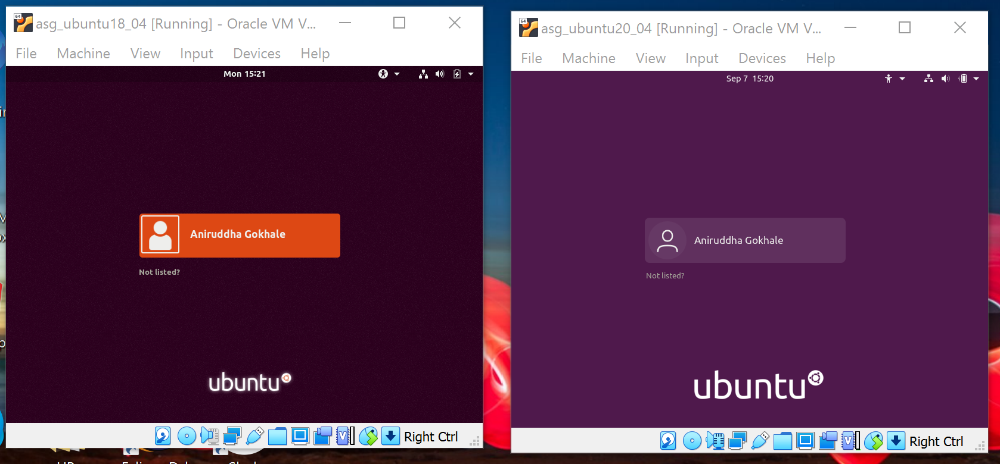 64
asg_ubuntu18_04 [Running] - Oracle VM V...
File Machine View Input Devices Help
Mon 15:21
Aniruddha Gokhale
Not listed?
ubuntu
V
Right Ctrl
64
asg_ubuntu20_04 [Running] - Oracle VM V...
File Machine View Input Devices Help
Sep 7 15:20
Aniruddha Gokhale
Not listed?
ubuntu
V
Right Ctrl